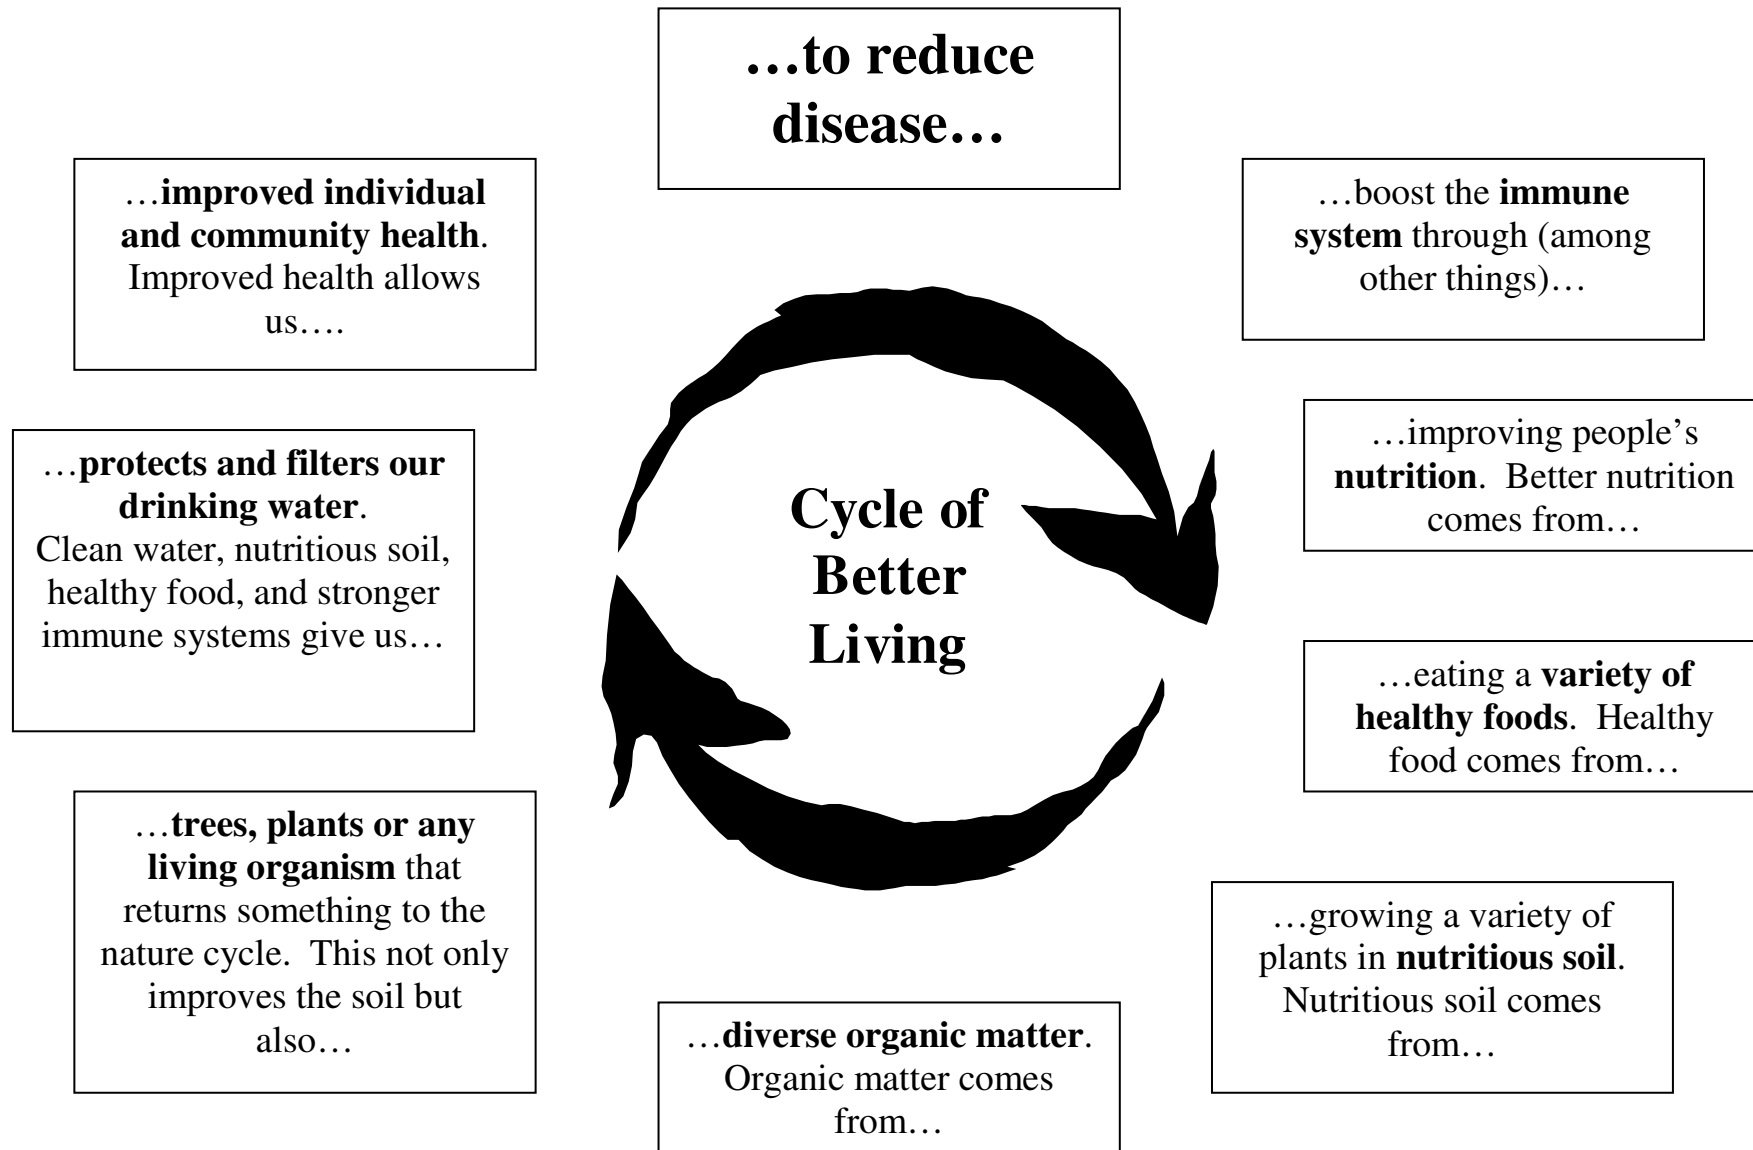 …to reduce
disease…
…boost the immune
system through (among
other things)…
…improving people’s
nutrition.  Better nutrition
comes from…
…eating a variety of
healthy foods.  Healthy
food comes from…
…growing a variety of
plants in nutritious soil.
Nutritious soil comes
from…
…diverse organic matter.
Organic matter comes
from…
…trees, plants or any
living organism that
returns something to the
nature cycle.  This not only
improves the soil but
also…
…protects and filters our
drinking water.
Clean water, nutritious soil,
healthy food, and stronger
immune systems give us…
…improved individual
and community health.
Improved health allows
us….
Cycle of
Better
Living